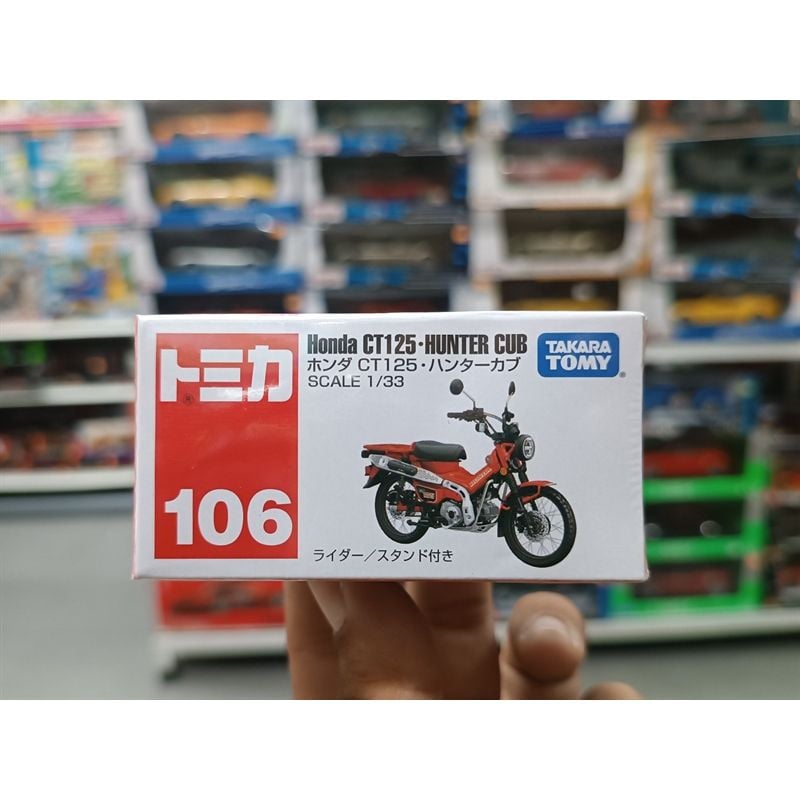 トミカ
106
Honda CT125・HUNTER CUB
ホンダ CT125・ハンターカブ
SCALE 1/33
ライダー/スタンド付き
TAKARA
TOMY
®